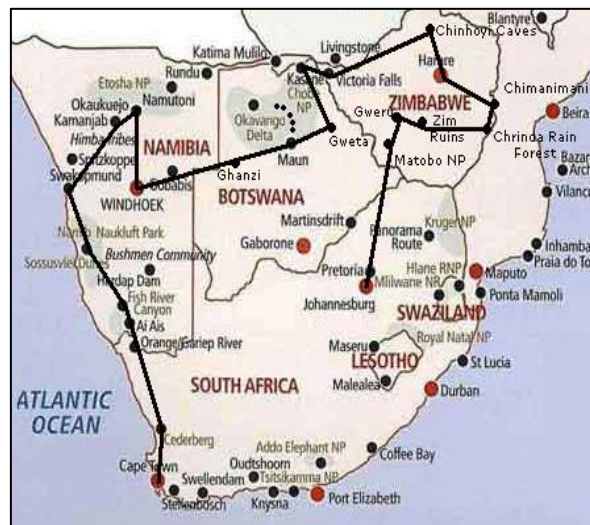 Blantyre
Katima Mulilo
Livingstone
Chinhoyi Caves
Etosha NP
Rundu
Kasane
Victoria Falls
Harare
Okaukuejo
Namutoni
Chobe
NP
Chimanimani
Kamanjab
Okavango
Delta
Gweru
ZIMBABWE
Beira
Himba Tribes
NAMIBIA
Zim
Ruins
Spitzkoppe
Gweta
Chrinda Rain
Forest
Swakopmund
Gobabis
Ghanzi
Maun
Matobo NP
Bazar
Arch
WINDHOEK
BOTSWANA
Vilancu
Namib Naukluft Park
Martinsdrift
Kruger NP
Panorama
Route
Bushmen Community
Gaborone
Inhamba
Sossusvlei Dunes
Praia do To
Hardap Dam
Pretoria
Hlane RNP
Maputo
Mlilwane NR
Fish River
Canyon
Johannesburg
Ponta Mamoli
Ai Ais
SWAZILAND
Orange/Gariep River
Royal Natal NP
Maseru
LESOTHO
St Lucia
SOUTH AFRICA
Malealea
Durban
ATLANTIC
OCEAN
Cederberg
Addo Elephant NP
Coffee Bay
Cape Town
Oudtshoorn
Swellendam
Tsitsikamma NP
Stellenbosch
Knysna
Port Elizabeth